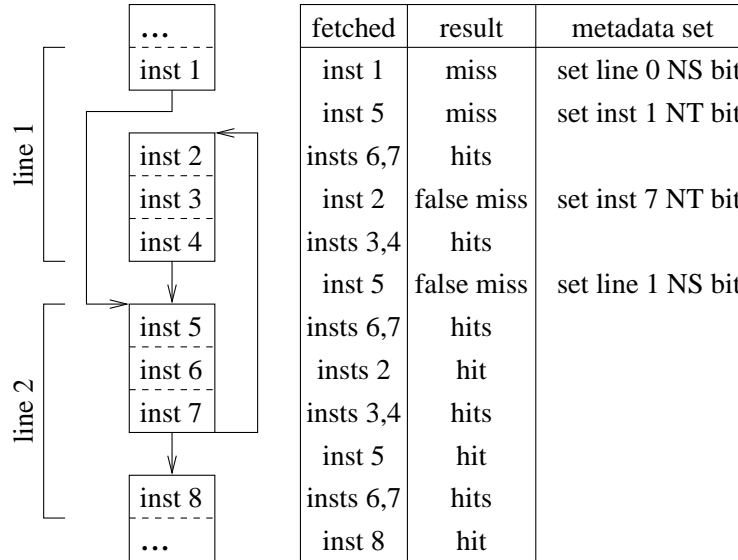 ...
inst 1
line 1
inst 2
inst 3
inst 4
line 2
inst 5
inst 6
inst 7
inst 8
...
fetched result metadata set
inst 1 miss set line 0 NS bit
inst 5 miss set inst 1 NT bit
insts 6,7 hits
inst 2 false miss set inst 7 NT bit
insts 3,4 hits
inst 5 false miss set line 1 NS bit
insts 6,7 hits
insts 2 hit
insts 3,4 hits
inst 5 hit
insts 6,7 hits
inst 8 hit